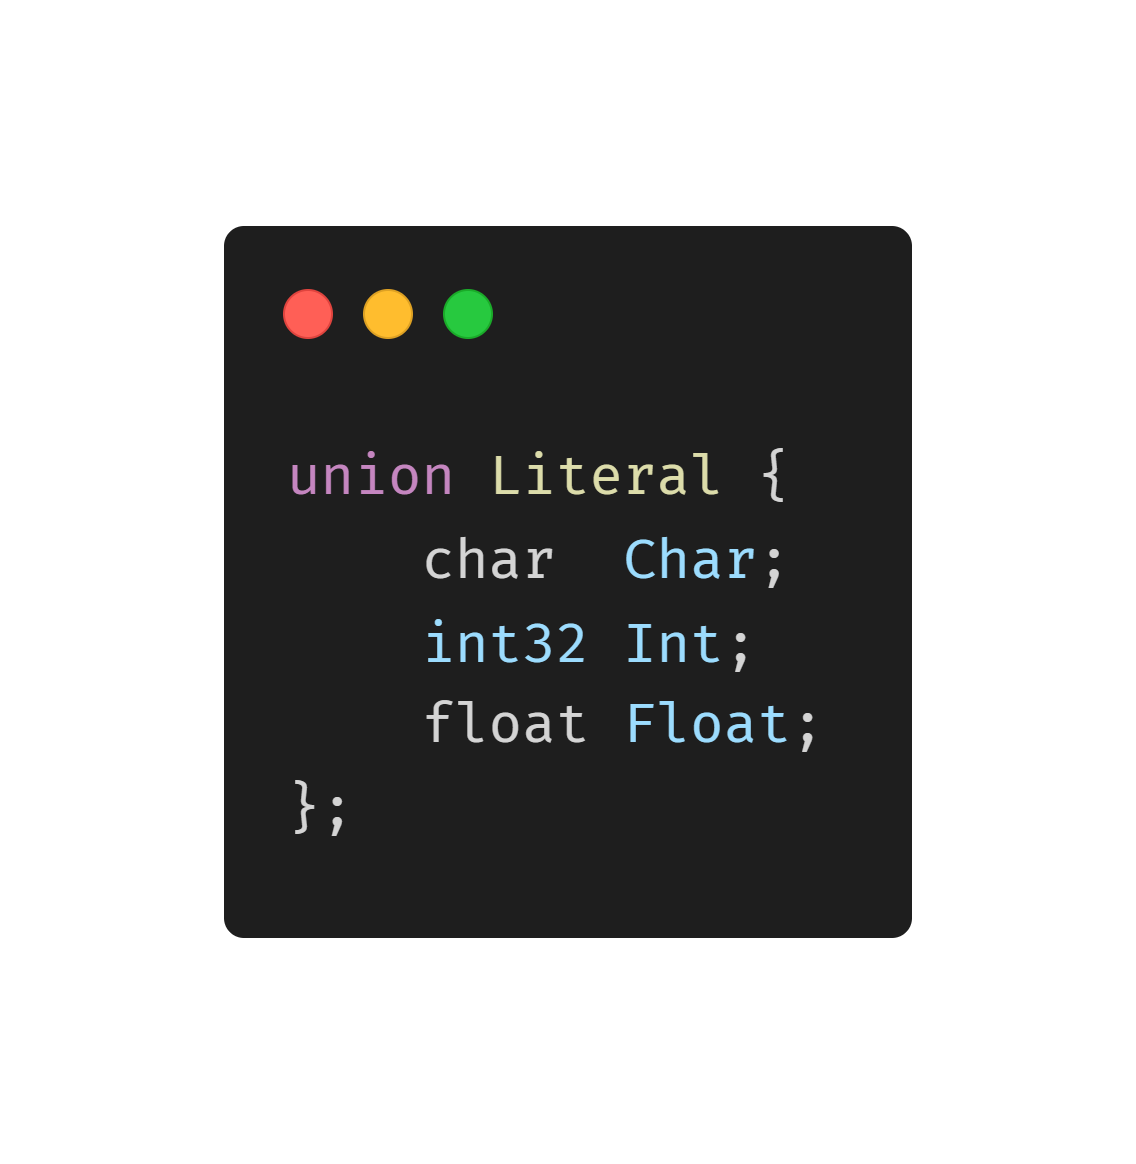 union Literal {
    char  Char;
    int32 Int;
    float Float;
};